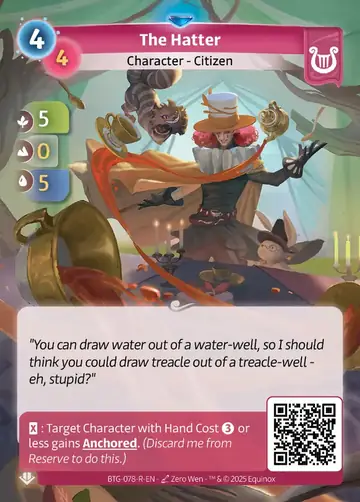 4
The Hatter
4
Character - Citizen
5
0
5
"You can draw water out of a water-well, so I should
think you could draw treacle out of a treacle-well -
eh, stupid?"
X : Target Character with Hand Cost 3 or
less gains Anchored. (Discard me from
Reserve to do this.)
BTG-078-R-EN - Zero Wen - ™ & © 2025 Equinox